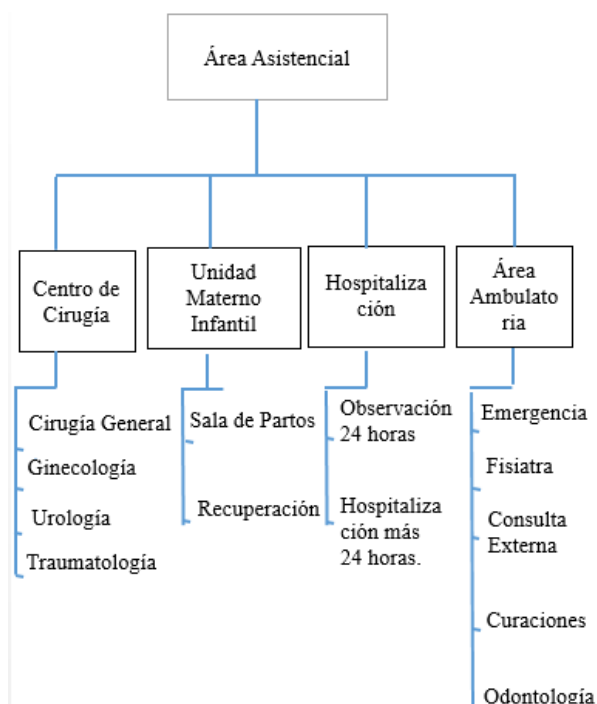 Área Asistencial
Centro de
Cirugía
Unidad
Materno
Infantil
Hospitaliza
ción
Área
Ambulato
ria
Cirugía General
Ginecología
Urología
Traumatología
Sala de Partos
Recuperación
Observación
24 horas
Hospitaliza
ción más
24 horas.
Emergencia
Fisiatra
Consulta
Externa
Curaciones
Odontología